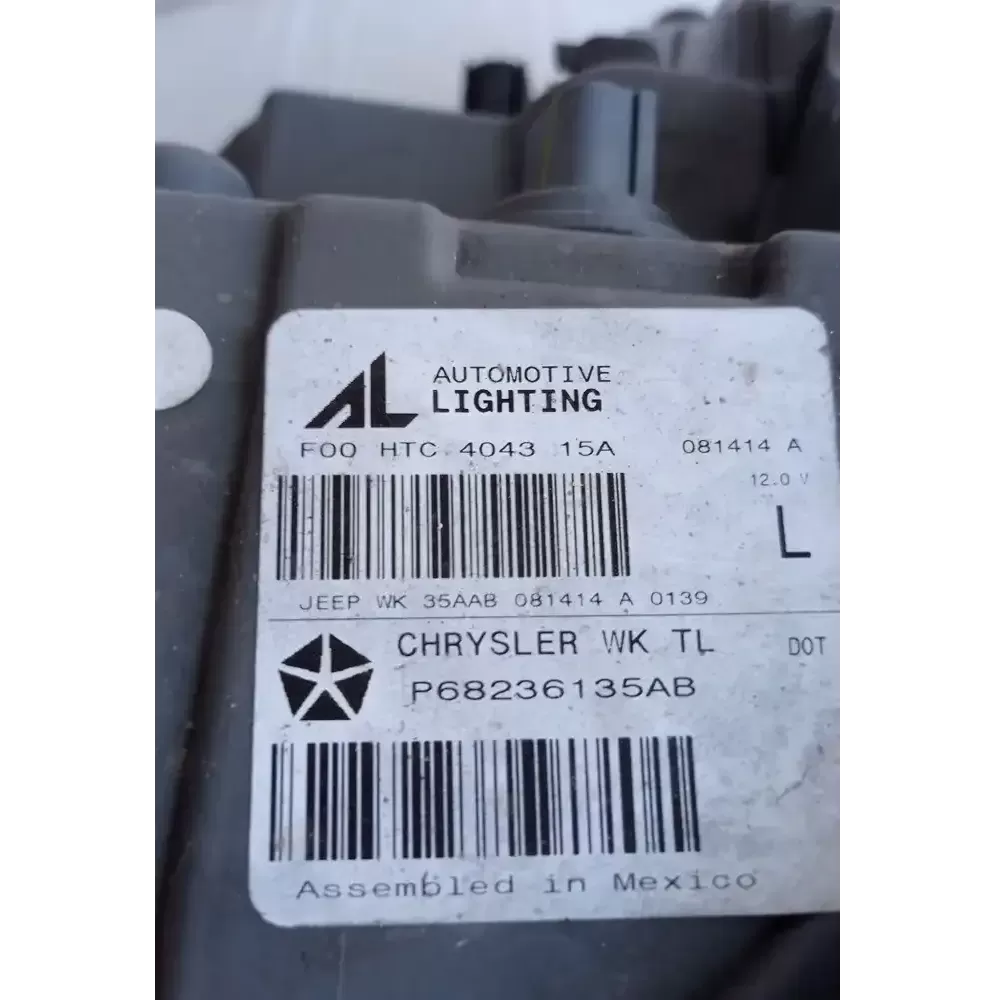 AL AUTOMOTIVE
LIGHTING
F00 HTC 4043 15A 081414 A
12.0 V
L
JEEP WK 35AAB 081414 A 0139
CHRYSLER WK TL DOT
P68236135AB
Assembled in Mexico